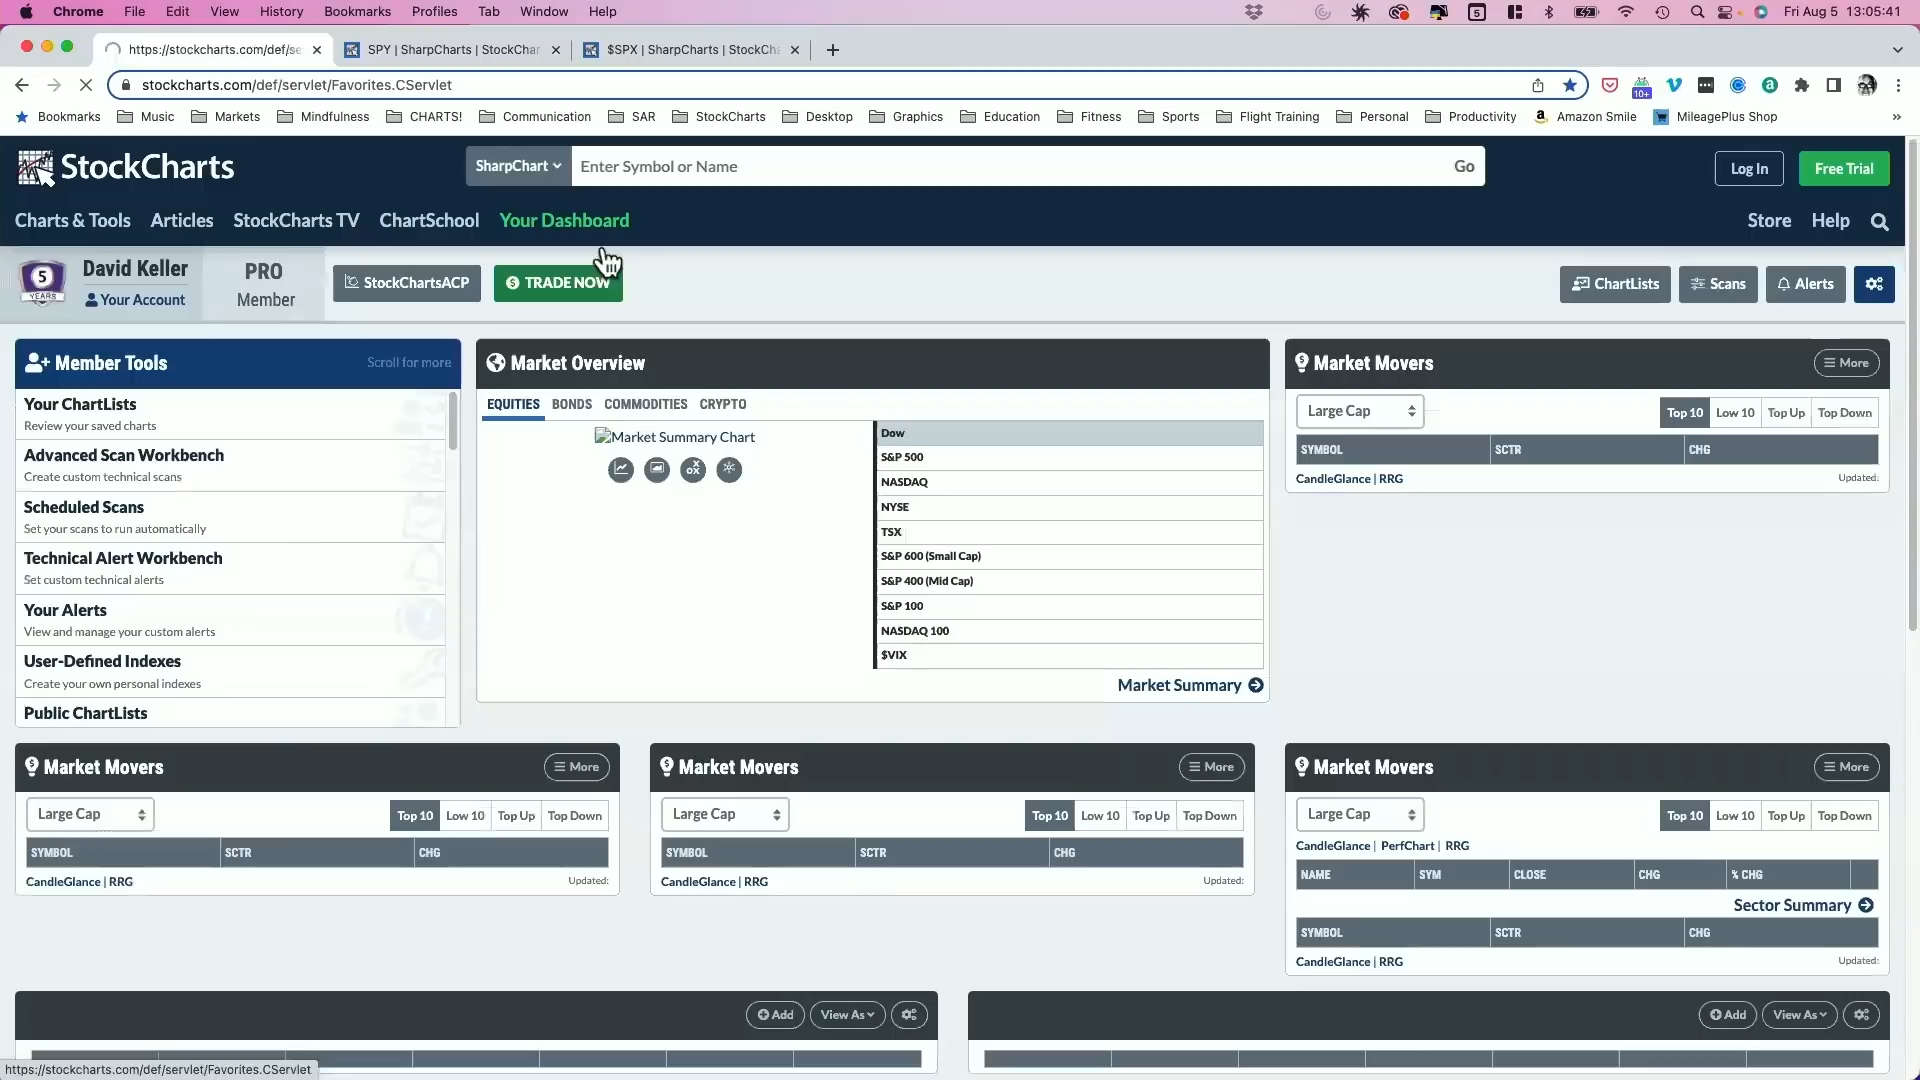 Chrome File Edit View History Bookmarks Profiles Tab Window Help 5 Fri Aug 5 13:05:41
https://stockcharts.com/def/se SPY | SharpCharts | StockChar $SPX | SharpCharts | StockCha
stockcharts.com/def/servlet/Favorites.CServlet 10+
Bookmarks Music Markets Mindfulness CHARTS! Communication SAR StockCharts Desktop Graphics Education Fitness Sports Flight Training Personal Productivity Amazon Smile MileagePlus Shop »
StockCharts SharpChart Enter Symbol or Name Go Log In Free Trial
Charts & Tools Articles StockCharts TV ChartSchool Your Dashboard Store Help
5 YEARS David Keller Your Account PRO Member StockChartsACP TRADE NOW ChartLists Scans Alerts
Member Tools Scroll for more
Your ChartLists
Review your saved charts
Advanced Scan Workbench
Create custom technical scans
Scheduled Scans
Set your scans to run automatically
Technical Alert Workbench
Set custom technical alerts
Your Alerts
View and manage your custom alerts
User-Defined Indexes
Create your own personal indexes
Public ChartLists
Market Overview
EQUITIES BONDS COMMODITIES CRYPTO
Market Summary Chart
Dow
S&P 500
NASDAQ
NYSE
TSX
S&P 600 (Small Cap)
S&P 400 (Mid Cap)
S&P 100
NASDAQ 100
$VIX
Market Summary
Market Movers More
Large Cap Top 10 Low 10 Top Up Top Down
SYMBOL SCTR CHG
CandleGlance | RRG Updated:
Market Movers More
Large Cap Top 10 Low 10 Top Up Top Down
SYMBOL SCTR CHG
CandleGlance | RRG Updated:
Market Movers More
Large Cap Top 10 Low 10 Top Up Top Down
SYMBOL SCTR CHG
CandleGlance | RRG Updated:
Market Movers More
Large Cap Top 10 Low 10 Top Up Top Down
CandleGlance | PerfChart | RRG
NAME SYM CLOSE CHG % CHG
Sector Summary
SYMBOL SCTR CHG
CandleGlance | RRG Updated:
Add View As
Add View As
https://stockcharts.com/def/servlet/Favorites.CServlet